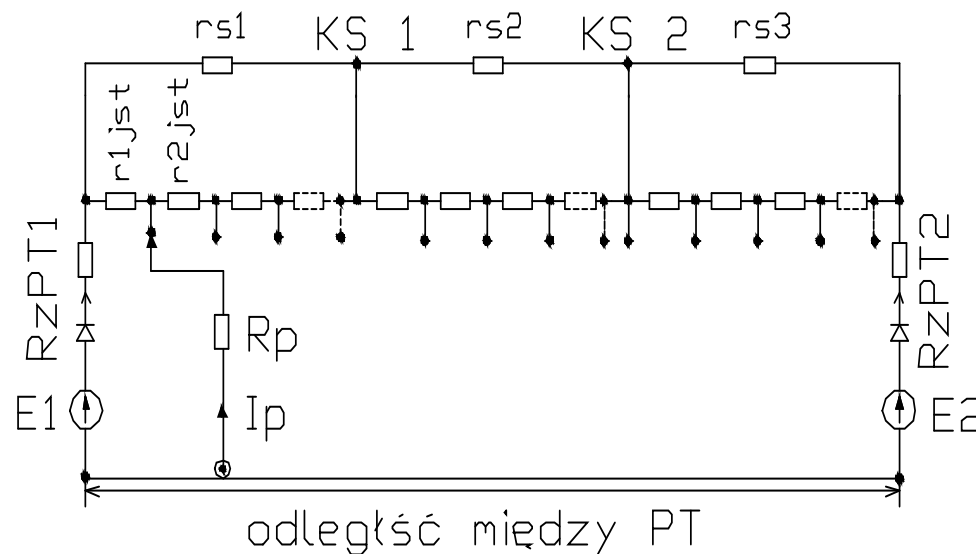 rs1 KS 1 rs2 KS 2 rs3
r1jst
r2jst
RzPT1
RzPT2
Rp
E1
Ip
E2
odległść między PT